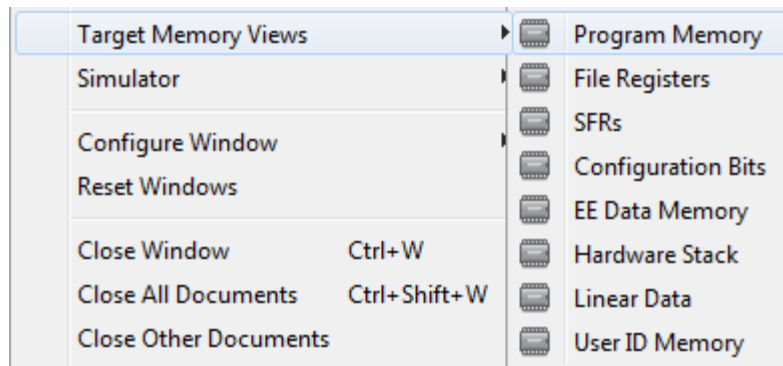 Target Memory Views
Simulator
Configure Window
Reset Windows
Close Window Ctrl+W
Close All Documents Ctrl+Shift+W
Close Other Documents
Program Memory
File Registers
SFRs
Configuration Bits
EE Data Memory
Hardware Stack
Linear Data
User ID Memory